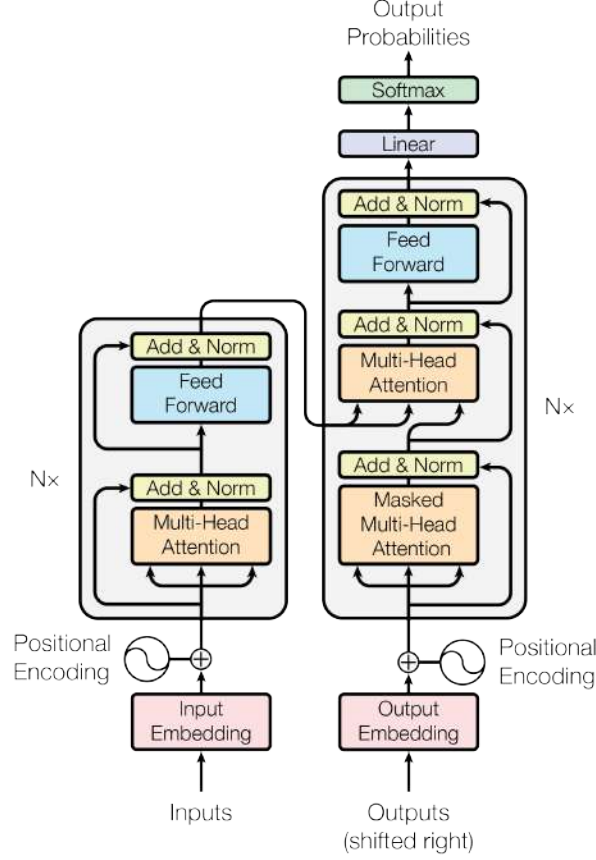 Output
Probabilities
Softmax
Linear
Add & Norm
Feed
Forward
Add & Norm
Multi-Head
Attention
Add & Norm
Masked
Multi-Head
Attention
Nx
Positional
Encoding
Output
Embedding
Outputs
(shifted right)
Add & Norm
Feed
Forward
Add & Norm
Multi-Head
Attention
Nx
Positional
Encoding
Input
Embedding
Inputs